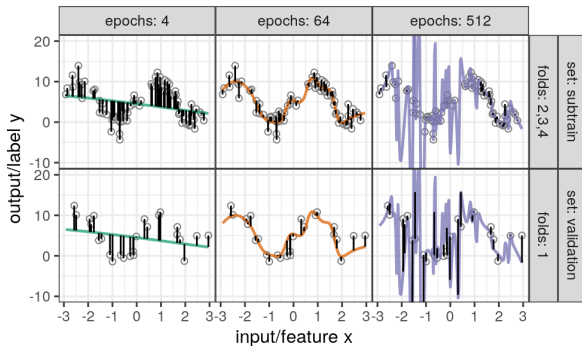 epochs: 4 epochs: 64 epochs: 512
20
10
0
-10
folds: 2,3,4
set: subtrain
20
10
0
-10
folds: 1
set: validation
output/label y
-3 -2 -1 0 1 2 3 -3 -2 -1 0 1 2 3 -3 -2 -1 0 1 2 3
input/feature x